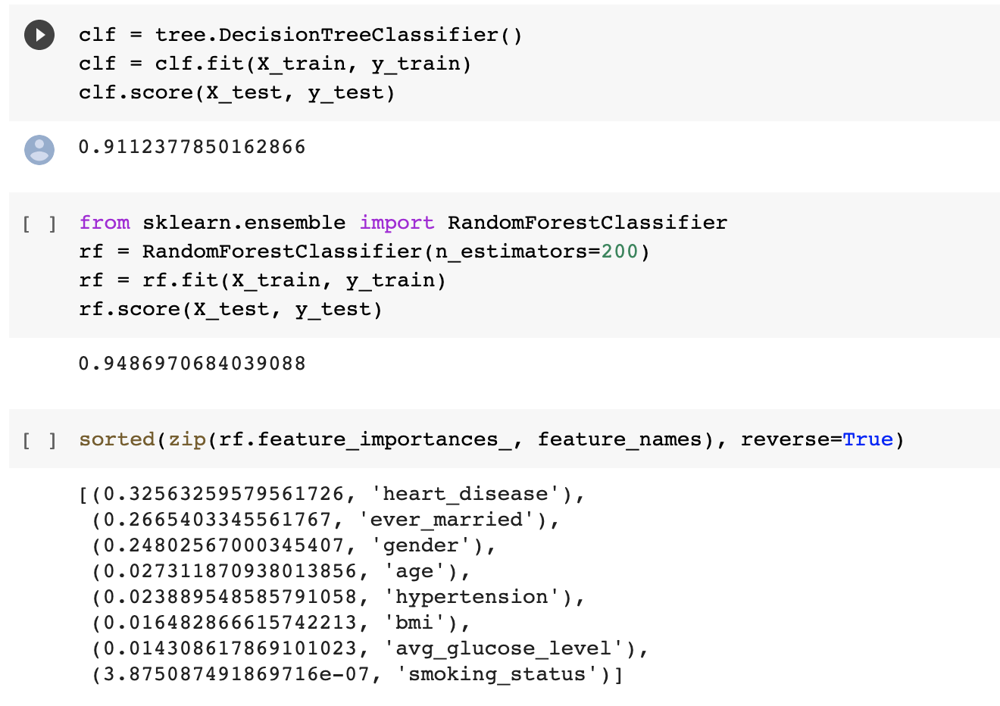 clf = tree.DecisionTreeClassifier()
clf = clf.fit(X_train, y_train)
clf.score(X_test, y_test)
0.9112377850162866
[ ] from sklearn.ensemble import RandomForestClassifier
rf = RandomForestClassifier(n_estimators=200)
rf = rf.fit(X_train, y_train)
rf.score(X_test, y_test)
0.9486970684039088
[ ] sorted(zip(rf.feature_importances_, feature_names), reverse=True)
[(0.32563259579561726, 'heart_disease'),
(0.2665403345561767, 'ever_married'),
(0.24802567000345407, 'gender'),
(0.027311870938013856, 'age'),
(0.023889548585791058, 'hypertension'),
(0.016482866615742213, 'bmi'),
(0.014308617869101023, 'avg_glucose_level'),
(3.875087491869716e-07, 'smoking_status')]